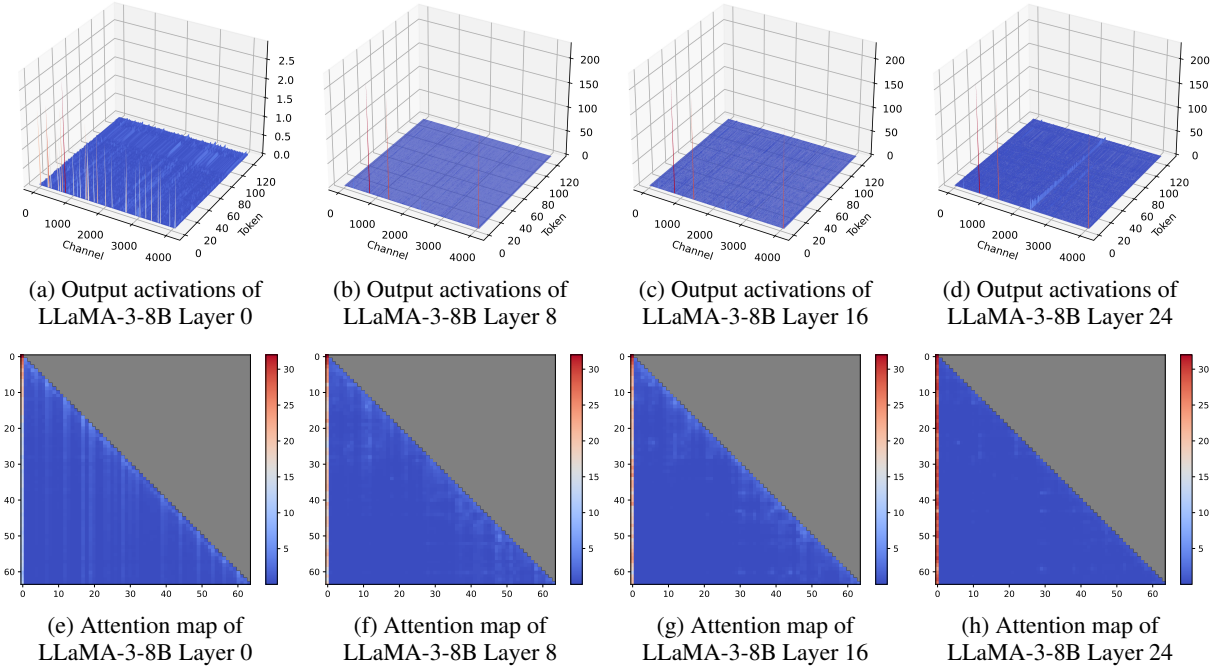 2.5
2.0
1.5
1.0
0.5
0.0
0 1000 2000 3000 4000
Channel
0 20 40 60 80 100 120
Token
200
150
100
50
0
0 1000 2000 3000 4000
Channel
0 20 40 60 80 100 120
Token
200
150
100
50
0
0 1000 2000 3000 4000
Channel
0 20 40 60 80 100 120
Token
200
150
100
50
0
0 1000 2000 3000 4000
Channel
0 20 40 60 80 100 120
Token
(a) Output activations of
LLaMA-3-8B Layer 0
(b) Output activations of
LLaMA-3-8B Layer 8
(c) Output activations of
LLaMA-3-8B Layer 16
(d) Output activations of
LLaMA-3-8B Layer 24
0
10
20
30
40
50
60
0 10 20 30 40 50 60
30
25
20
15
10
5
0
10
20
30
40
50
60
0 10 20 30 40 50 60
30
25
20
15
10
5
0
10
20
30
40
50
60
0 10 20 30 40 50 60
30
25
20
15
10
5
0
10
20
30
40
50
60
0 10 20 30 40 50 60
30
25
20
15
10
5
(e) Attention map of
LLaMA-3-8B Layer 0
(f) Attention map of
LLaMA-3-8B Layer 8
(g) Attention map of
LLaMA-3-8B Layer 16
(h) Attention map of
LLaMA-3-8B Layer 24